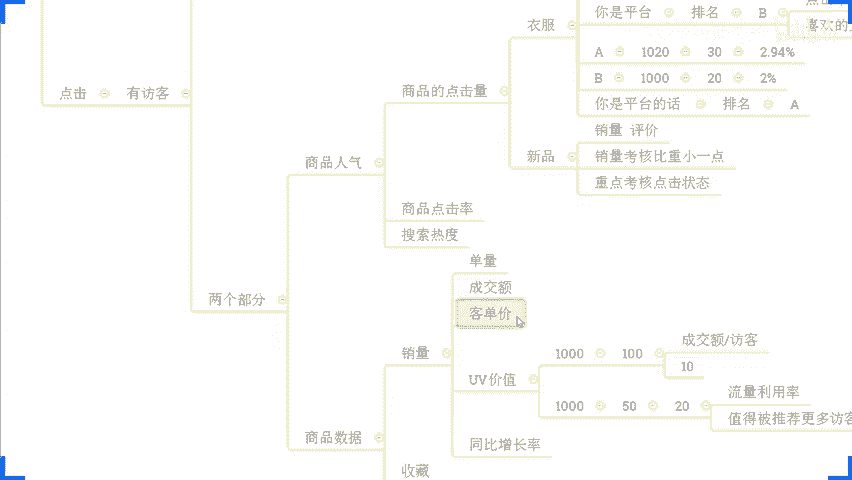 你是平台 排名 B
喜欢的
衣服
A 1020 30 2.94%
B 1000 20 2%
你是平台的话 排名 A
点击 有访客
商品的点击量
销量 评价
新品
销量考核比重小一点
重点考核点击状态
商品人气
商品点击率
搜索热度
两个部分
单量
成交额
客单价
销量
UV价值
1000 100
成交额/访客
10
1000 50 20
流量利用率
值得被推荐更多访客
同比增长率
商品数据
收藏